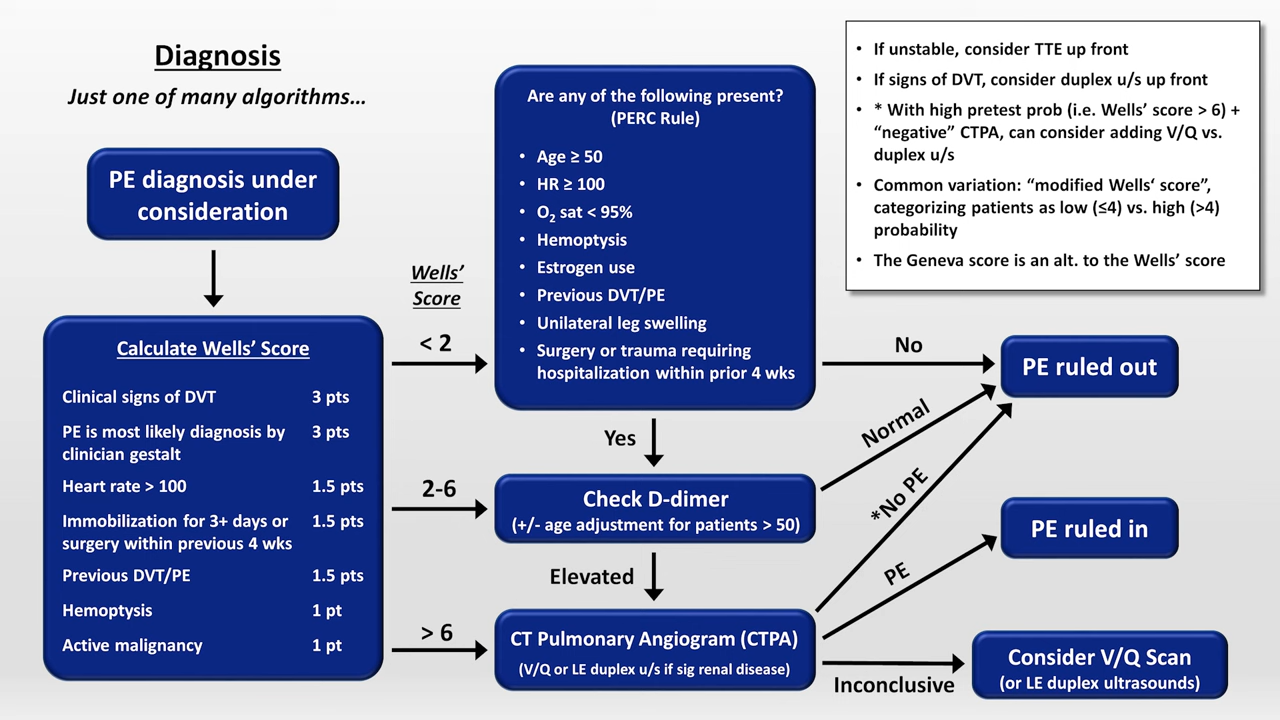 Diagnosis
Just one of many algorithms…
PE diagnosis under
consideration
Calculate Wells' Score
Clinical signs of DVT 3 pts
PE is most likely diagnosis by 3 pts
clinician gestalt
Heart rate > 100 1.5 pts
Immobilization for 3+ days or 1.5 pts
surgery within previous 4 wks
Previous DVT/PE 1.5 pts
Hemoptysis 1 pt
Active malignancy 1 pt
Wells'
Score
< 2
2-6
> 6
Are any of the following present?
(PERC Rule)
• Age ≥ 50
• HR ≥ 100
• O₂ sat < 95%
• Hemoptysis
• Estrogen use
• Previous DVT/PE
• Unilateral leg swelling
• Surgery or trauma requiring
hospitalization within prior 4 wks
Yes
Check D-dimer
(+/- age adjustment for patients > 50)
Elevated
CT Pulmonary Angiogram (CTPA)
(V/Q or LE duplex u/s if sig renal disease)
No
Normal
*No PE
PE
Inconclusive
PE ruled out
PE ruled in
Consider V/Q Scan
(or LE duplex ultrasounds)
• If unstable, consider TTE up front
• If signs of DVT, consider duplex u/s up front
• * With high pretest prob (i.e. Wells' score > 6) +
"negative" CTPA, can consider adding V/Q vs.
duplex u/s
• Common variation: "modified Wells' score",
categorizing patients as low (≤4) vs. high (>4)
probability
• The Geneva score is an alt. to the Wells' score